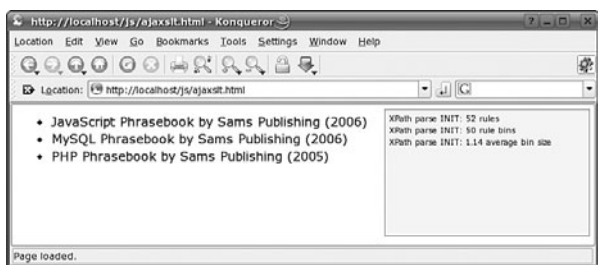 http://localhost/js/ajaxslt.html - Konqueror
Location Edit View Go Bookmarks Tools Settings Window Help
Location: http://localhost/js/ajaxslt.html
JavaScript Phrasebook by Sams Publishing (2006)
MySQL Phrasebook by Sams Publishing (2006)
PHP Phrasebook by Sams Publishing (2005)
XPath parse INIT: 52 rules
XPath parse INIT: 50 rule bins
XPath parse INIT: 1.14 average bin size
Page loaded.